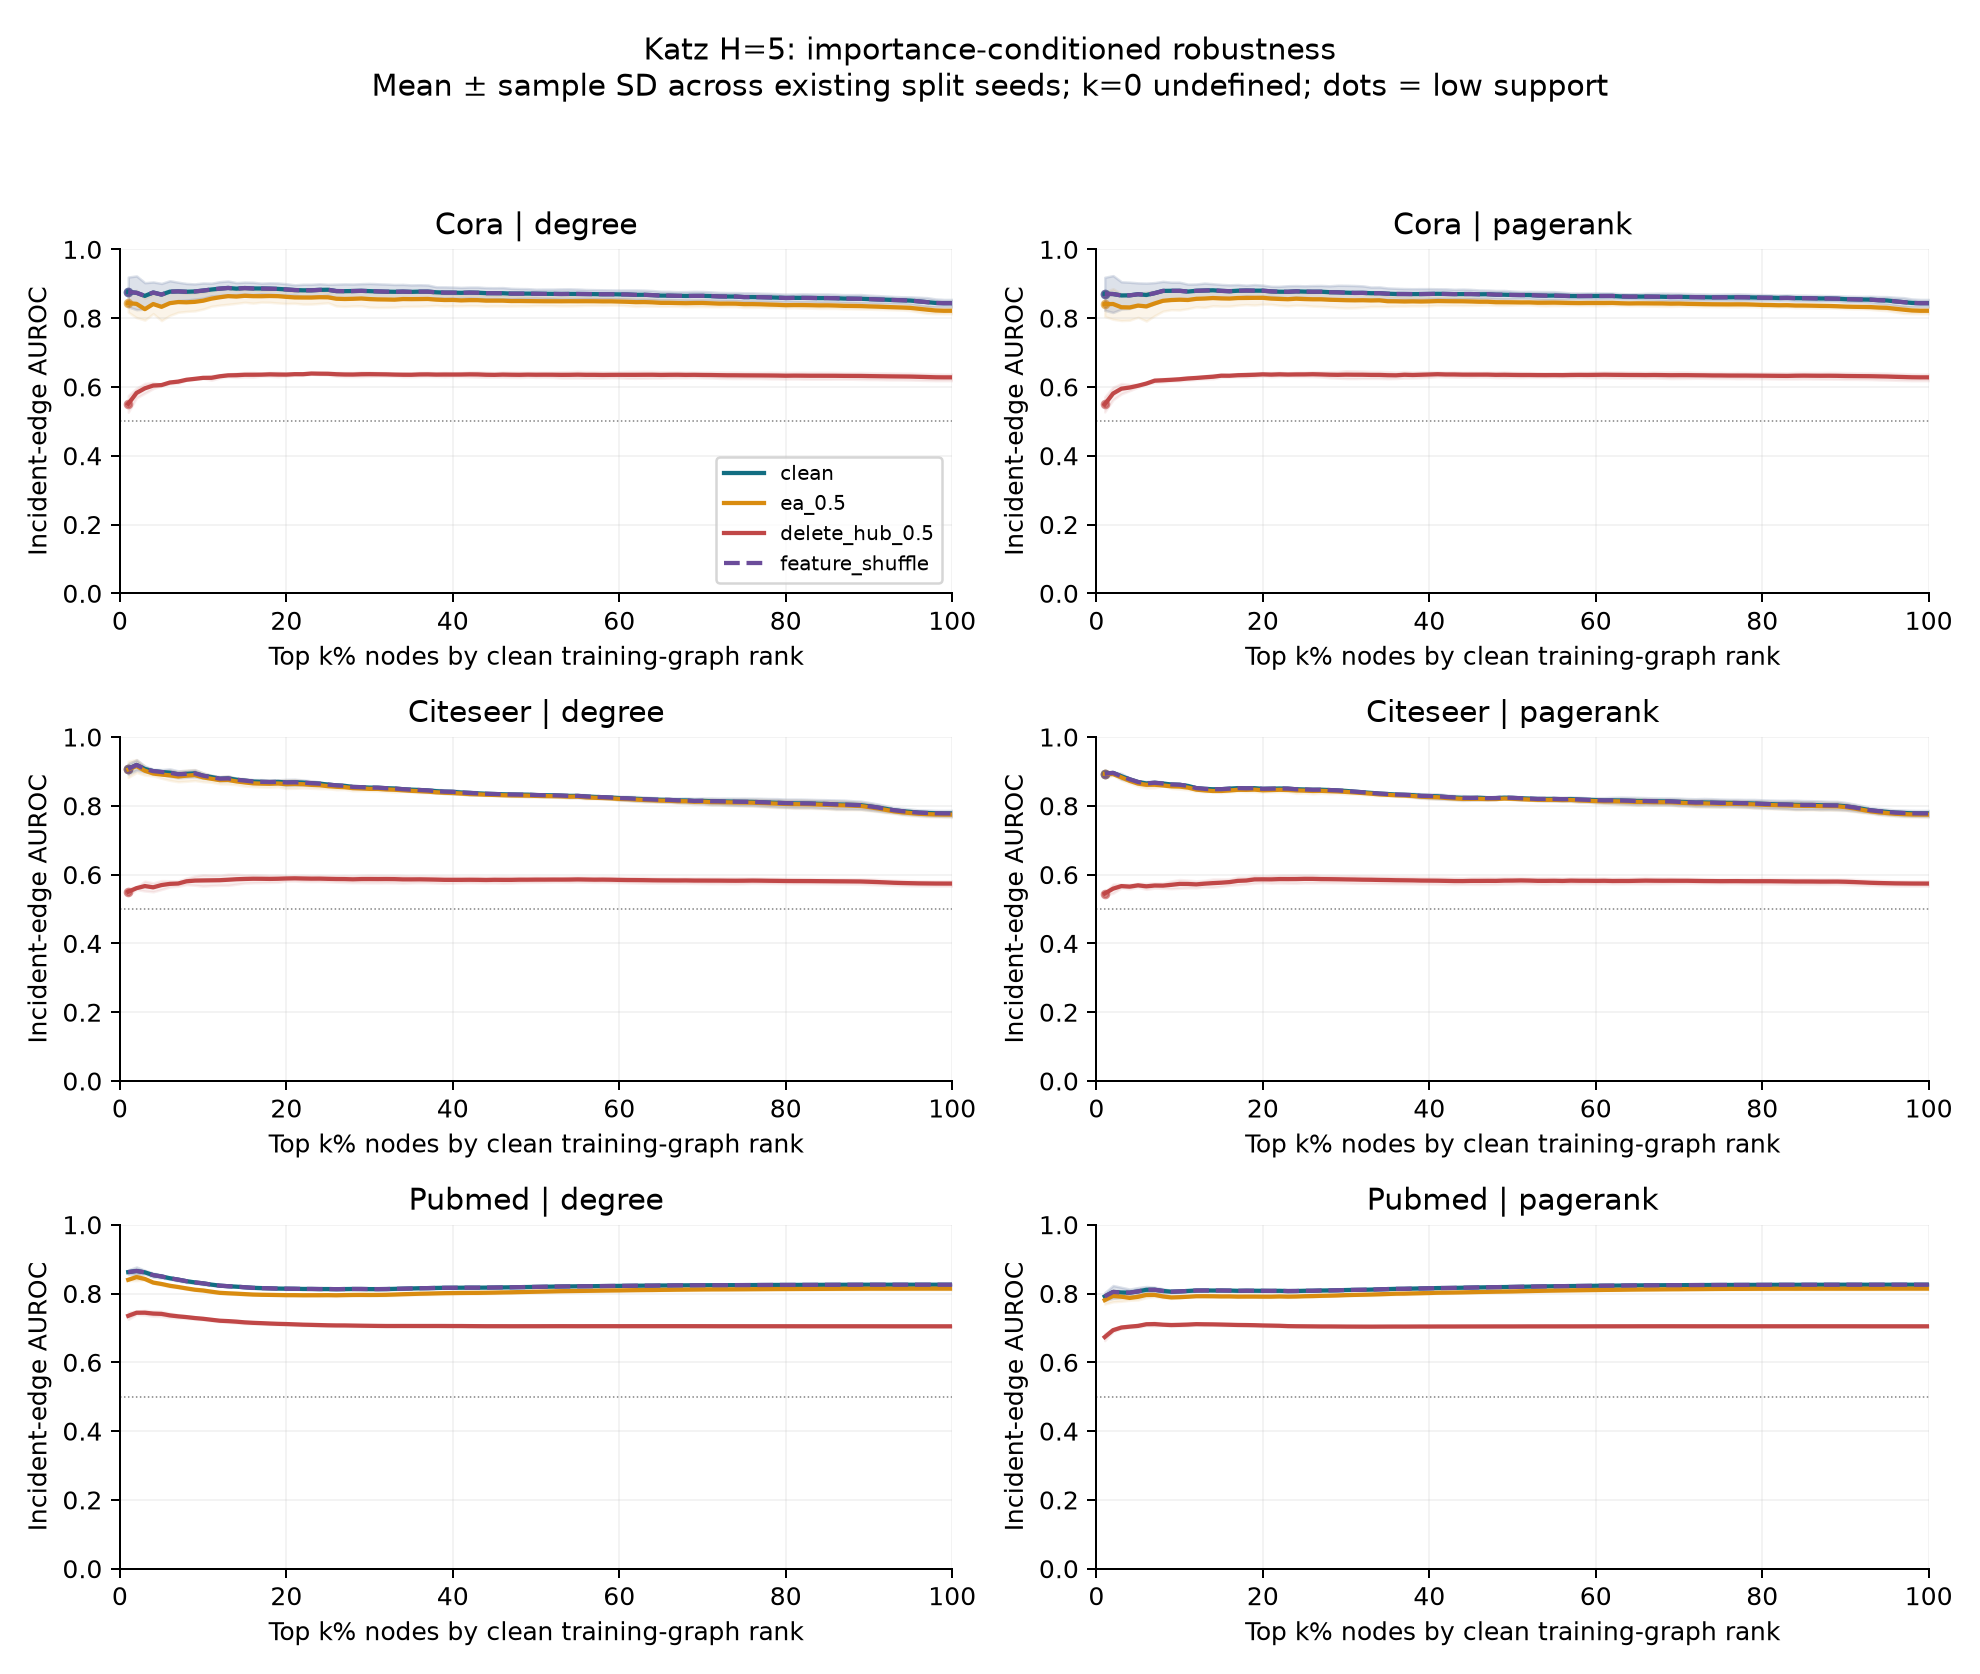 Katz H=5: importance-conditioned robustness
Mean ± sample SD across existing split seeds; k=0 undefined; dots = low support
Cora | degree
Incident-edge AUROC
1.0
0.8
0.6
0.4
0.2
0.0
clean
ea_0.5
delete_hub_0.5
feature_shuffle
0 20 40 60 80 100
Top k% nodes by clean training-graph rank
Cora | pagerank
Incident-edge AUROC
1.0
0.8
0.6
0.4
0.2
0.0
0 20 40 60 80 100
Top k% nodes by clean training-graph rank
Citeseer | degree
Incident-edge AUROC
1.0
0.8
0.6
0.4
0.2
0.0
0 20 40 60 80 100
Top k% nodes by clean training-graph rank
Citeseer | pagerank
Incident-edge AUROC
1.0
0.8
0.6
0.4
0.2
0.0
0 20 40 60 80 100
Top k% nodes by clean training-graph rank
Pubmed | degree
Incident-edge AUROC
1.0
0.8
0.6
0.4
0.2
0.0
0 20 40 60 80 100
Top k% nodes by clean training-graph rank
Pubmed | pagerank
Incident-edge AUROC
1.0
0.8
0.6
0.4
0.2
0.0
0 20 40 60 80 100
Top k% nodes by clean training-graph rank